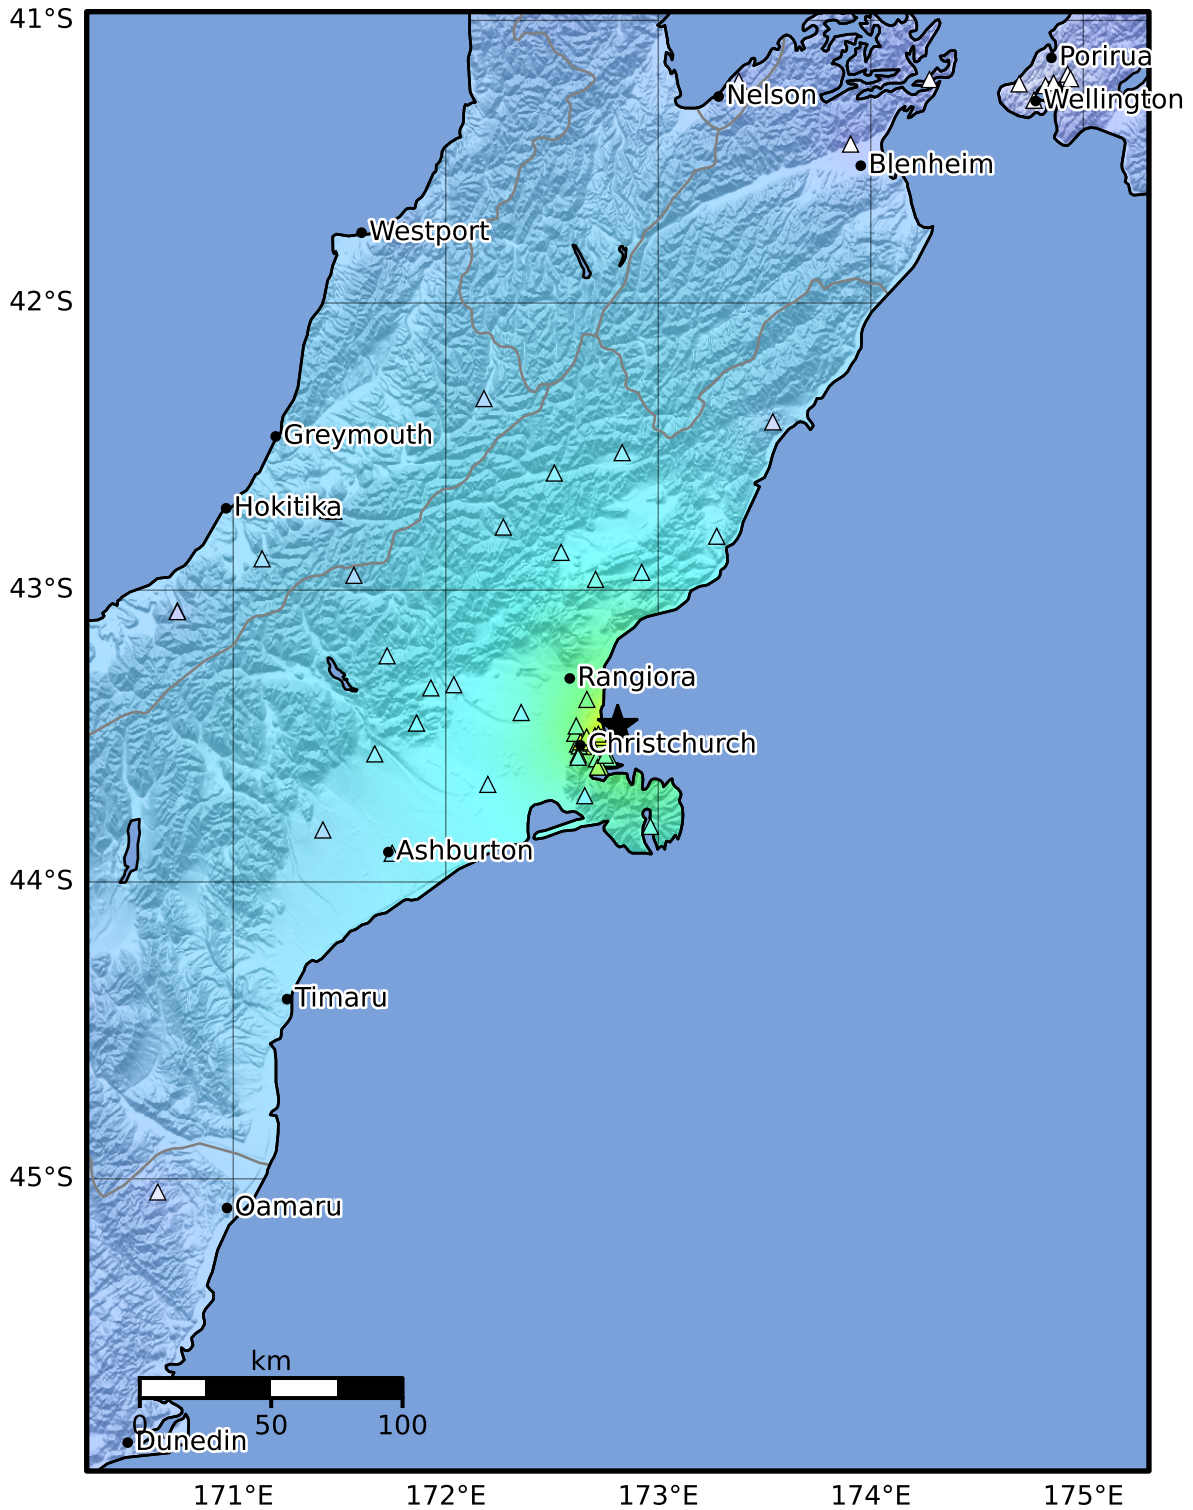 41°S
Porirua
Nelson
Wellington
Blenheim
Westport
42°S
Greymouth
Hokitika
43°S
Rangiora
Christchurch
Ashburton
44°S
Timaru
45°S
Oamaru
km
0 50 100
Dunedin
171°E 172°E 173°E 174°E 175°E